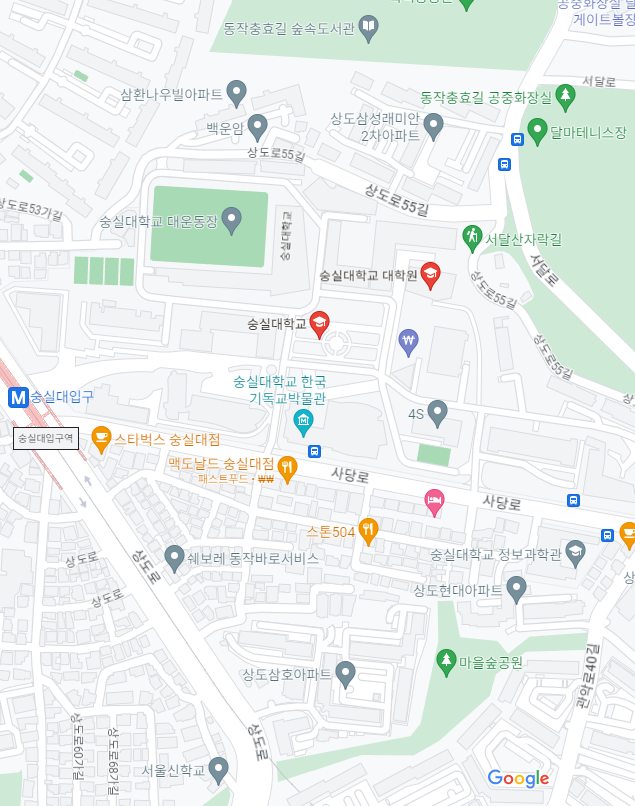 공중화장실
게이트볼장
동작충효길 숲속도서관
서달로
삼환나우빌아파트
동작충효길 공중화장실
백운암
상도삼성래미안
2차아파트
달마테니스장
상도로55길
상도로55길
상도로53가길
숭실대학교 대운동장
숭실대학교
서달산자락길
서달로
숭실대학교 대학원
상도로55길
숭실대학교
상도로55길
숭실대학교 한국
기독교박물관
M 숭실대입구
4S
숭실대입구역
스타벅스 숭실대점
맥도날드 숭실대점
패스트푸드 · ₩₩
사당로
사당로
스톤504
쉐보레 동작바로서비스
숭실대학교 정보과학관
상도로
상도로
상도현대아파트
상도로
상
마을숲공원
상도삼호아파트
관악로40길
상도로
상도로60가길
상도로68가길
서울신학교
Google